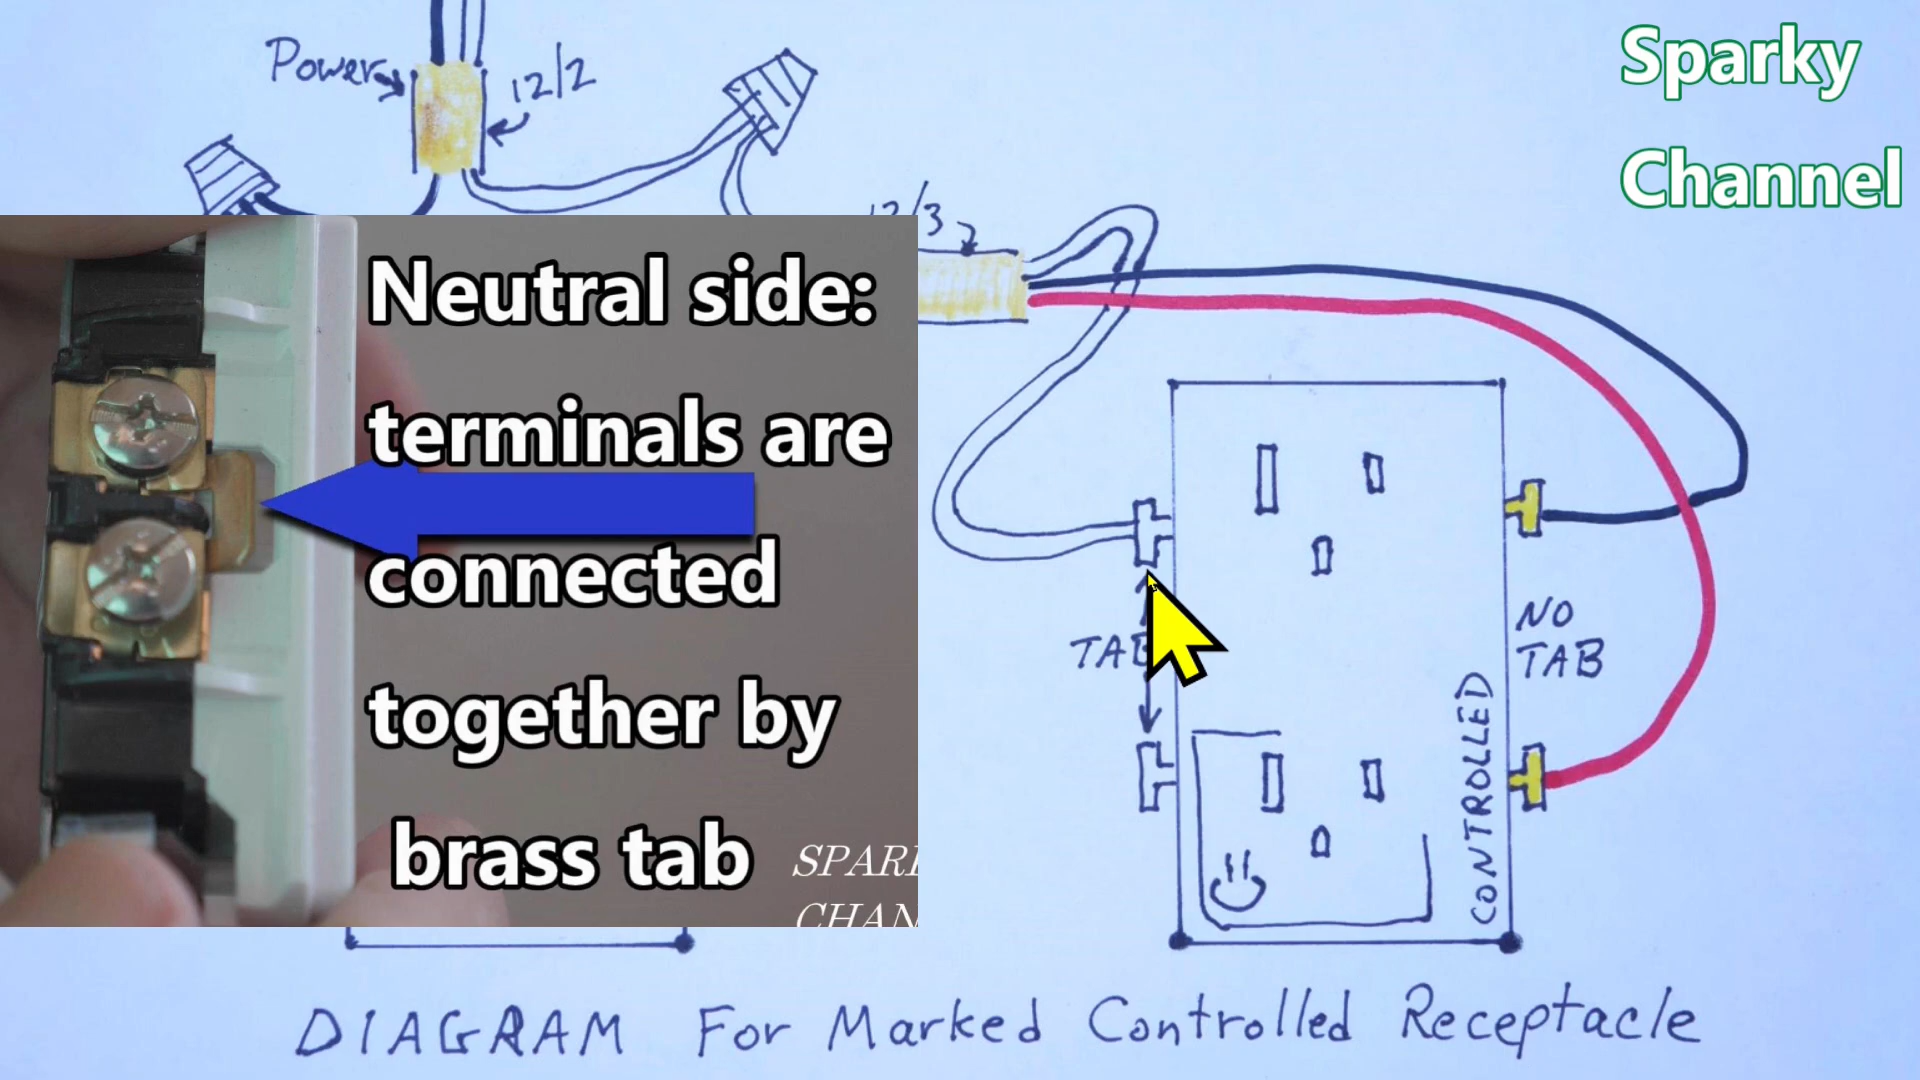 Sparky
Channel
Power
12/2
12/3
Neutral side:
terminals are
connected
together by
brass tab
TAB
NO
TAB
CONTROLLED
DIAGRAM For Marked Controlled Receptacle